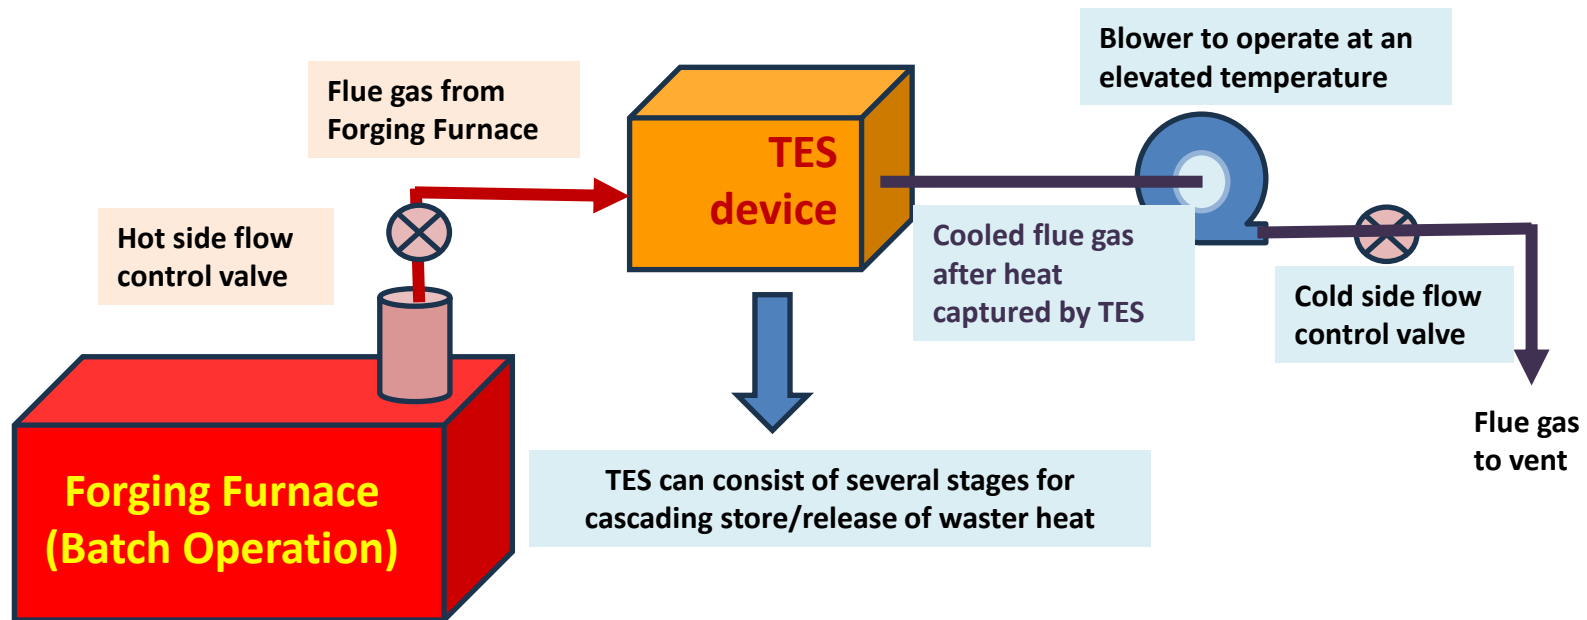 Blower to operate at an
elevated temperature
Flue gas from
Forging Furnace
TES
device
Hot side flow
control valve
Cooled flue gas
after heat
captured by TES
Cold side flow
control valve
Flue gas
to vent
TES can consist of several stages for
cascading store/release of waster heat
Forging Furnace
(Batch Operation)